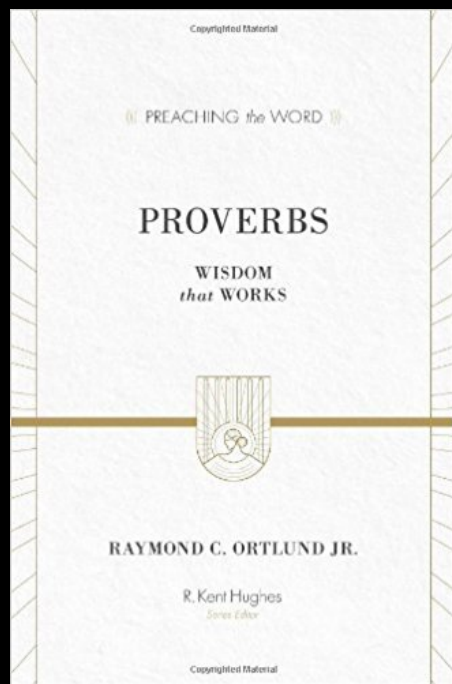 Copyrighted Material
PREACHING the WORD
PROVERBS
WISDOM
that WORKS
RAYMOND C. ORTLUND JR.
R. Kent Hughes
Series Editor
Copyrighted Material